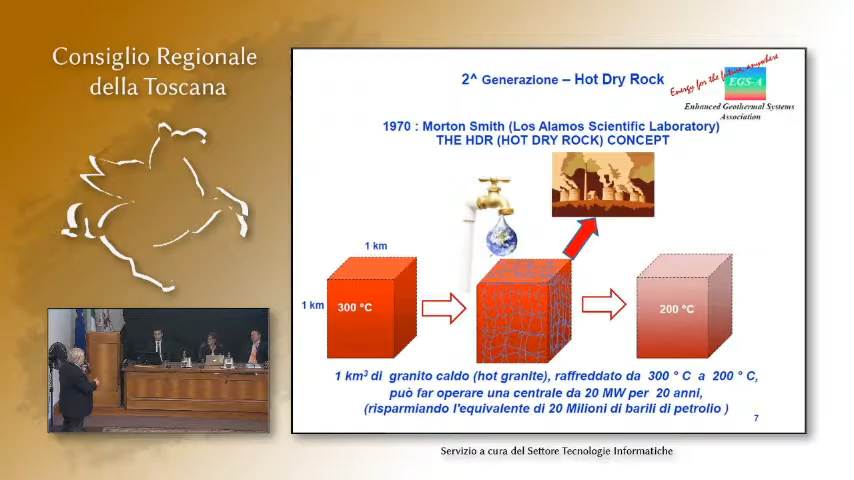 Consiglio Regionale
della Toscana
2^ Generazione – Hot Dry Rock
Energy for the future, anywhere
EGS-A
Enhanced Geothermal Systems
Association
1970 : Morton Smith (Los Alamos Scientific Laboratory)
THE HDR (HOT DRY ROCK) CONCEPT
1 km
1 km
300 °C
200 °C
1 km³ di granito caldo (hot granite), raffreddato da 300 ° C a 200 ° C,
può far operare una centrale da 20 MW per 20 anni,
(risparmiando l'equivalente di 20 Milioni di barili di petrolio )
7
Servizio a cura del Settore Tecnologie Informatiche